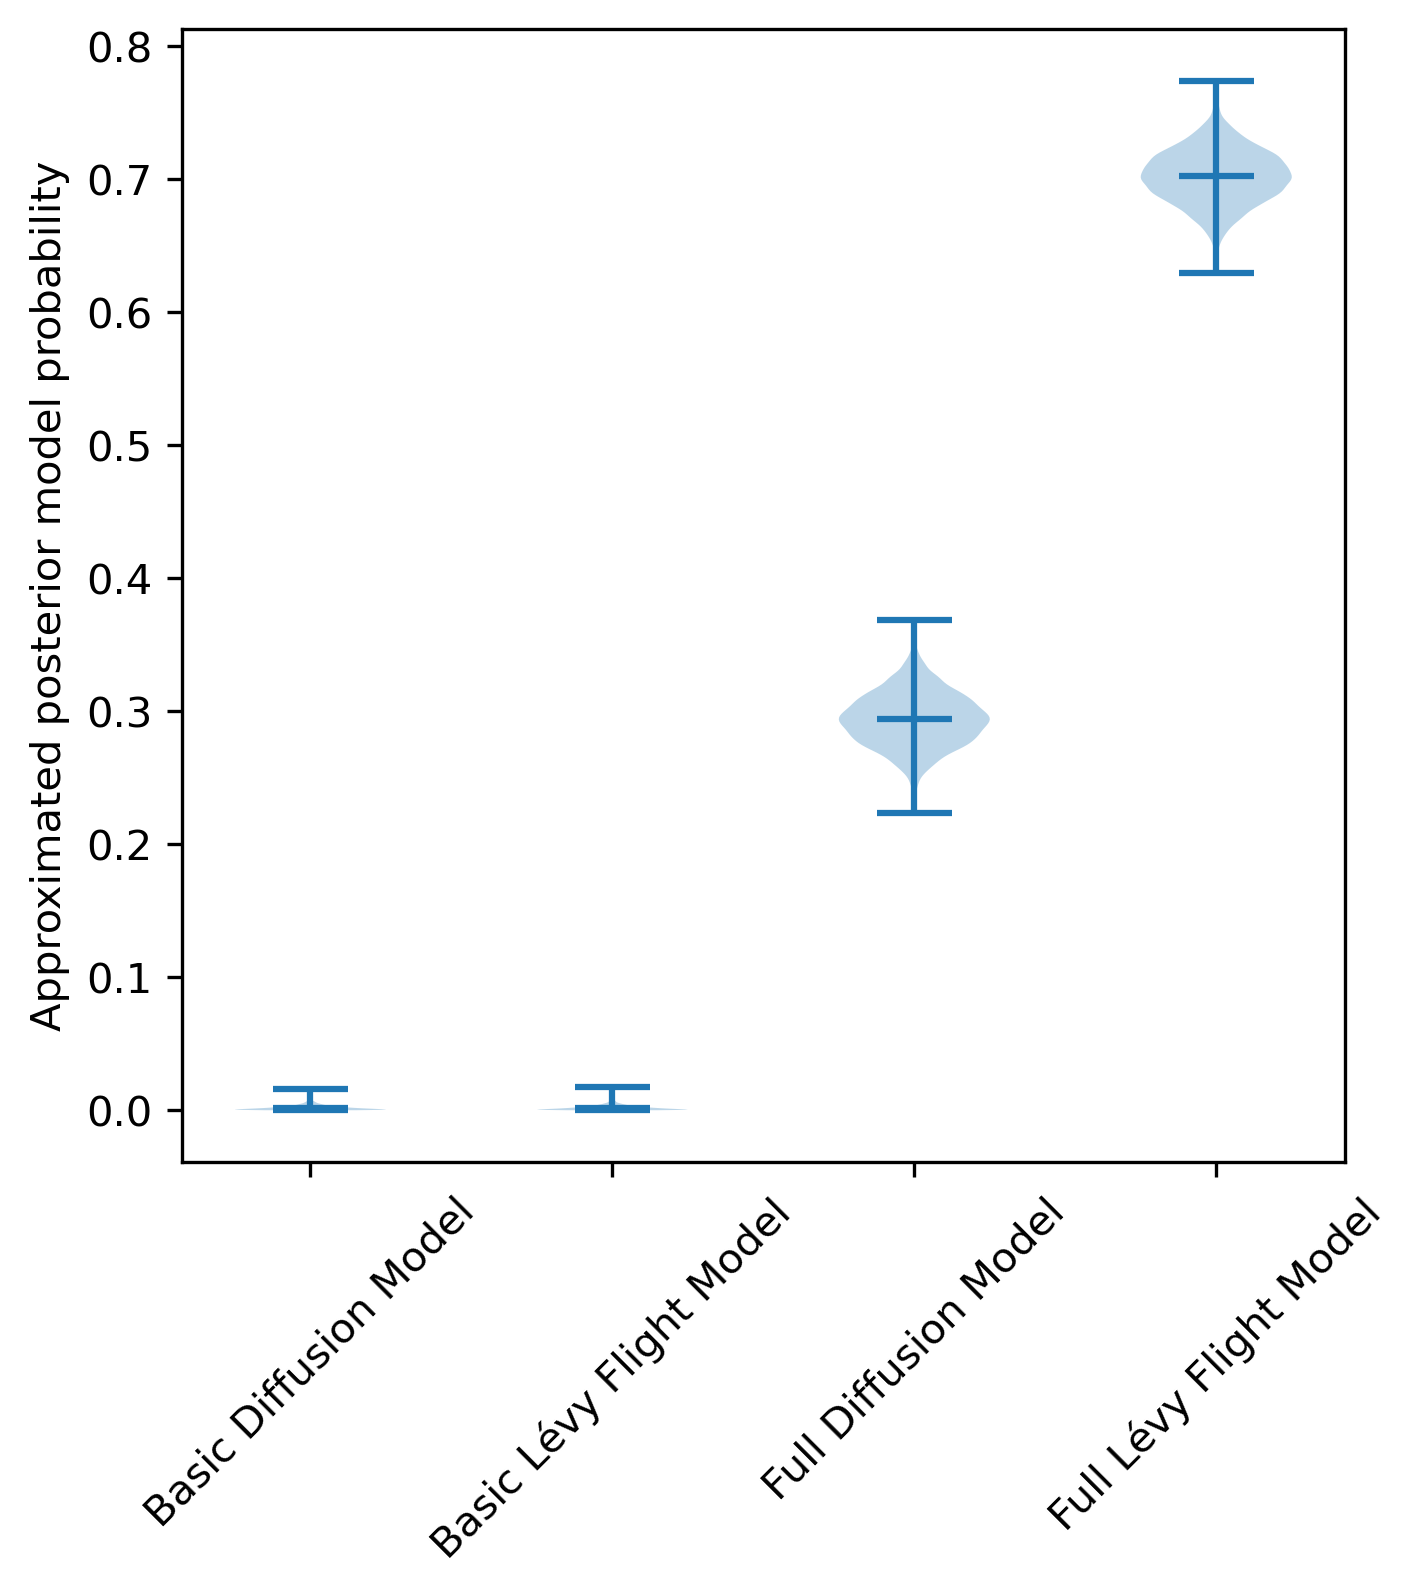 Approximated posterior model probability
0.8
0.7
0.6
0.5
0.4
0.3
0.2
0.1
0.0
Basic Diffusion Model
Basic Lévy Flight Model
Full Diffusion Model
Full Lévy Flight Model